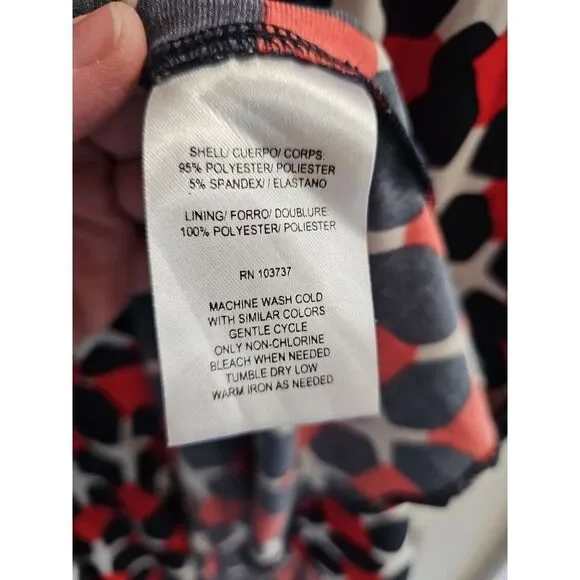 SHELL/ CUERPO/ CORPS:
95% POLYESTER/ POLIESTER
5% SPANDEX/ / ELASTANO
LINING/ FORRO/ DOUBLURE:
100% POLYESTER/ POLIESTER
RN 103737
MACHINE WASH COLD
WITH SIMILAR COLORS
GENTLE CYCLE
ONLY NON-CHLORINE
BLEACH WHEN NEEDED
TUMBLE DRY LOW
WARM IRON AS NEEDED